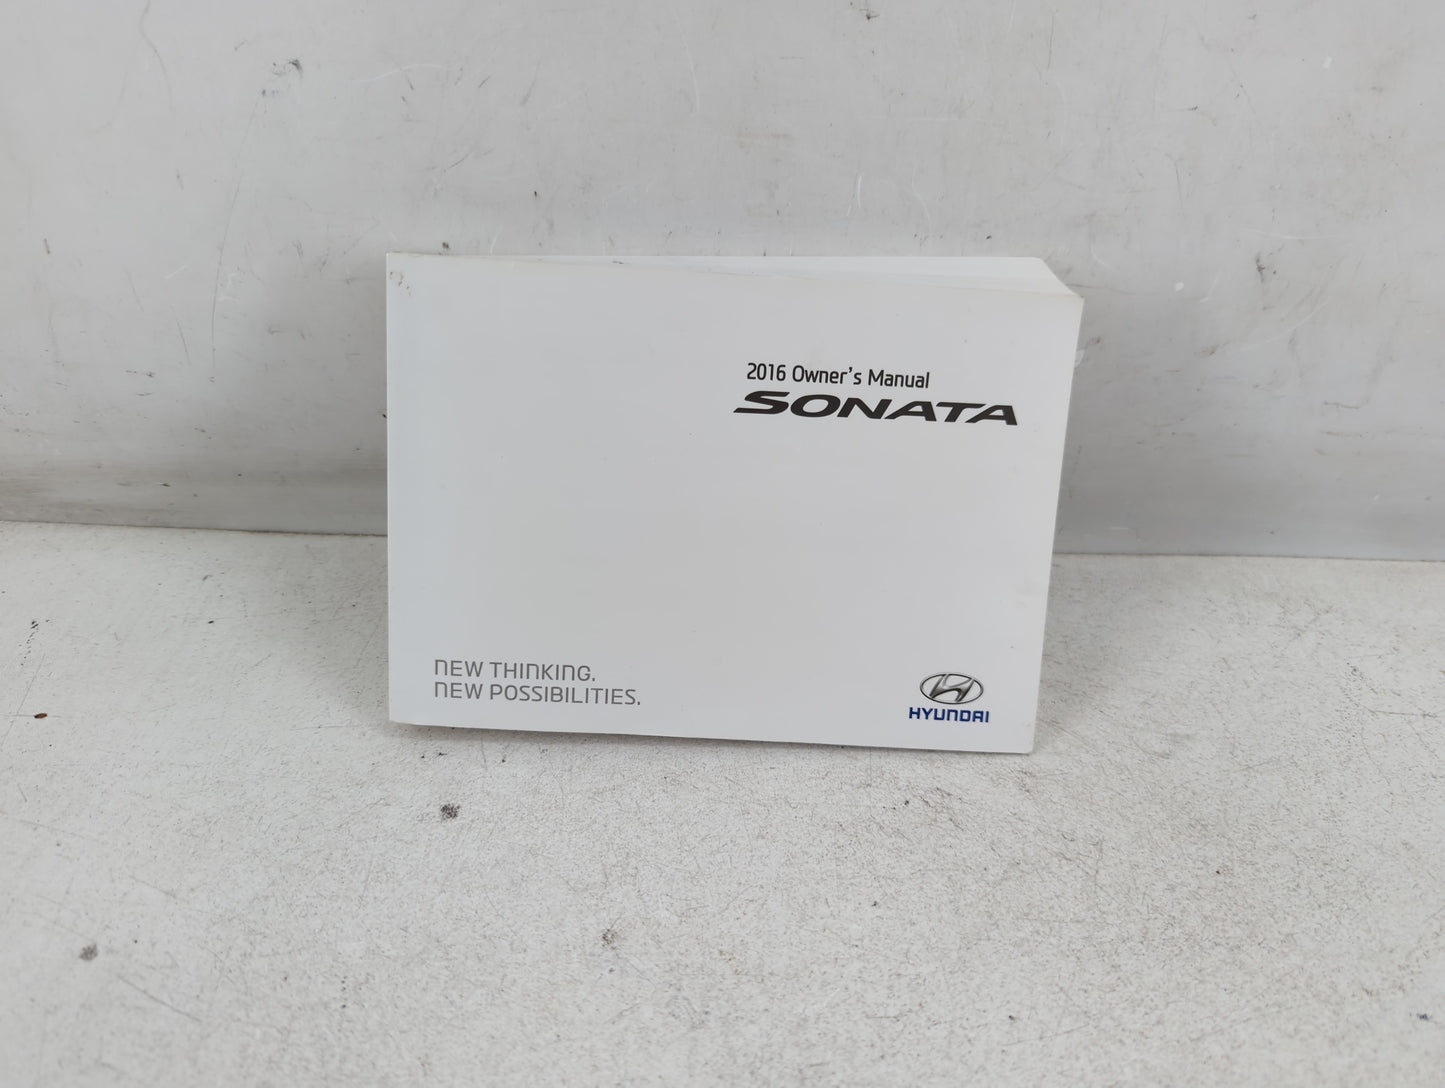 2016 Owner's Manual
SONATA
NEW THINKING.
NEW POSSIBILITIES.
HYUNDAI